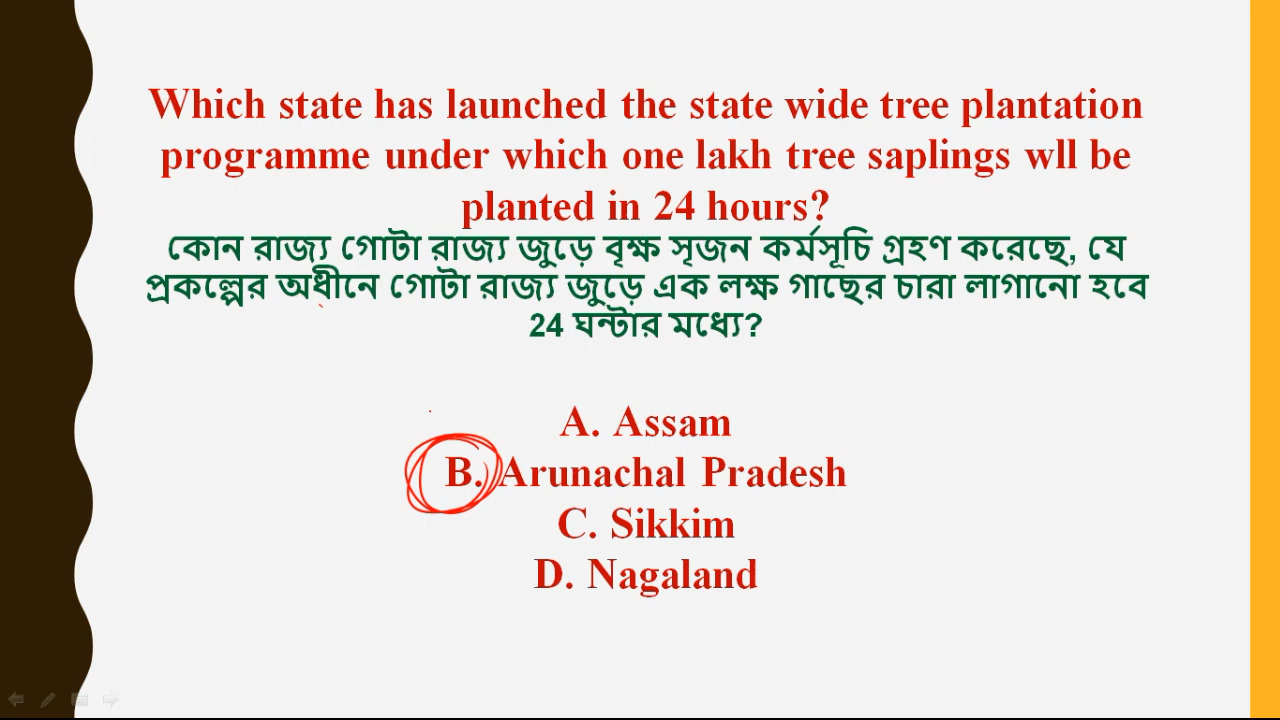 Which state has launched the state wide tree plantation
programme under which one lakh tree saplings wll be
planted in 24 hours?
কোন রাজ্য গোটা রাজ্য জুড়ে বৃক্ষ সৃজন কর্মসূচি গ্রহণ করেছে, যে
প্রকল্পের অধীনে গোটা রাজ্য জুড়ে এক লক্ষ গাছের চারা লাগানো হবে
24 ঘন্টার মধ্যে?
A. Assam
B. Arunachal Pradesh
C. Sikkim
D. Nagaland